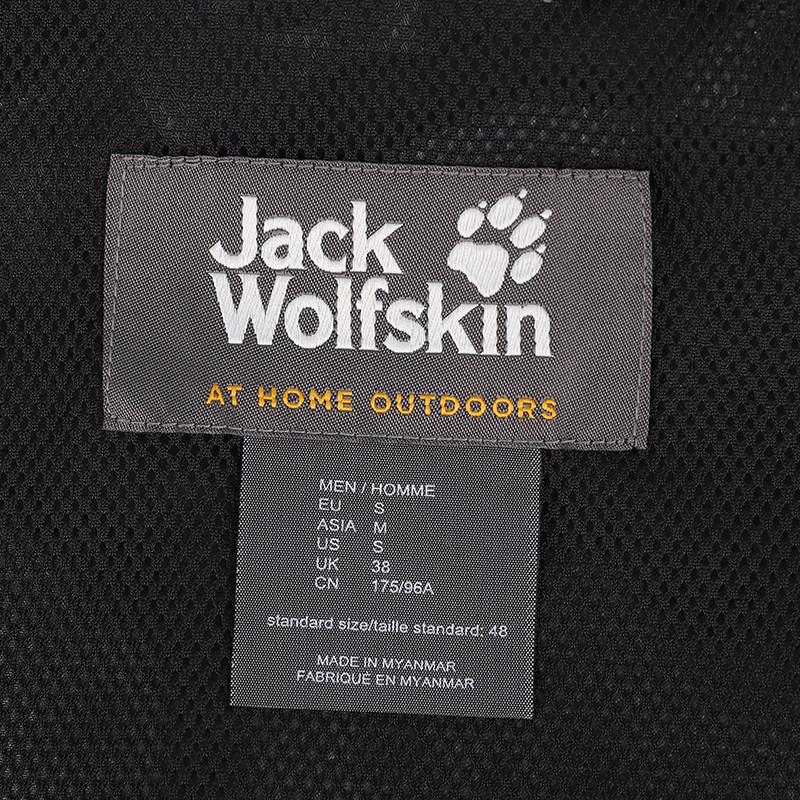 Jack
Wolfskin
AT HOME OUTDOORS
MEN / HOMME
EU S
ASIA M
US S
UK 38
CN 175/96A
standard size/taille standard: 48
MADE IN MYANMAR
FABRIQUÉ EN MYANMAR